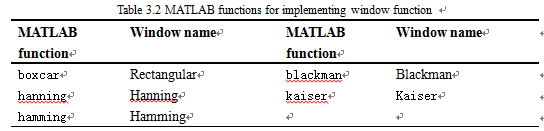 Table 3.2 MATLAB functions for implementing window function
MATLAB function Window name MATLAB function Window name
boxcar Rectangular blackman Blackman
hanning Hanning kaiser Kaiser
hamming Hamming